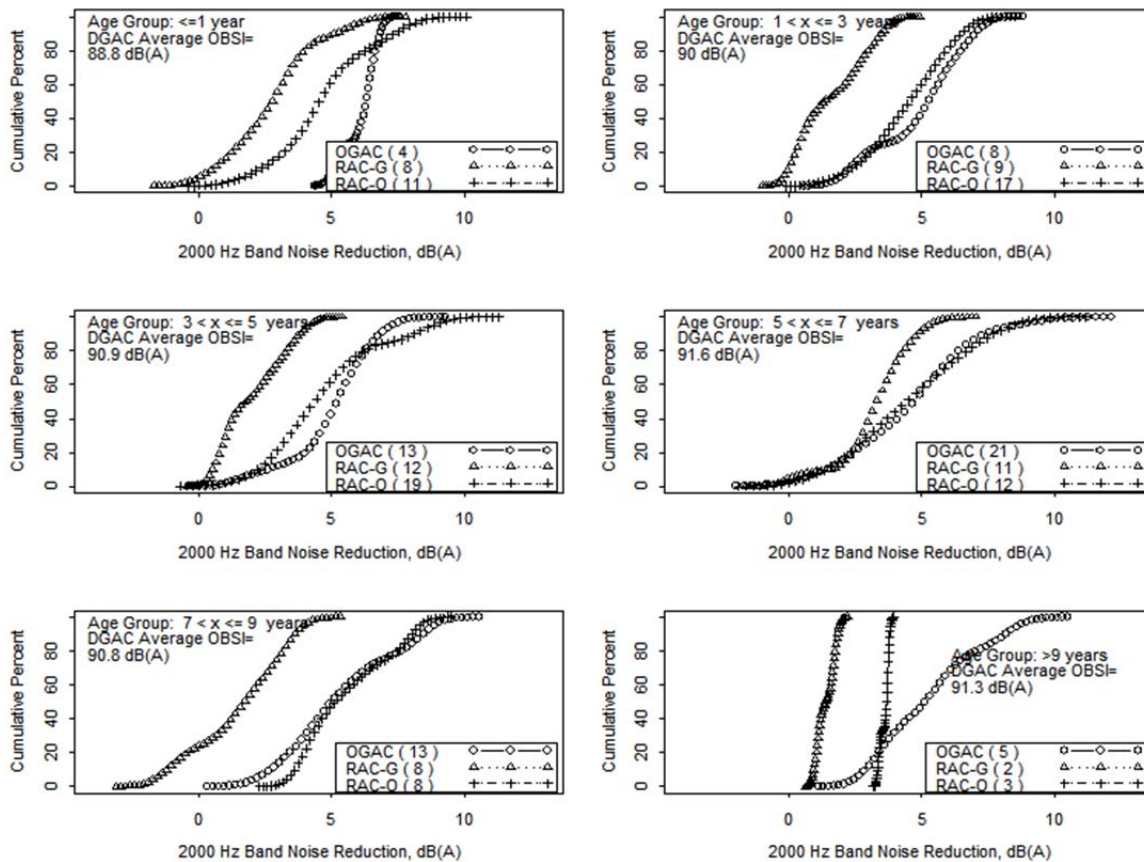 Age Group: <=1 year
DGAC Average OBSI=
88.8 dB(A)
Cumulative Percent
0 20 40 60 80
OGAC ( 4 )
RAC-G ( 8 )
RAC-O ( 11 )
0 5 10
2000 Hz Band Noise Reduction, dB(A)
Age Group: 1 < x <= 3 years
DGAC Average OBSI=
90 dB(A)
Cumulative Percent
0 20 40 60 80
OGAC ( 8 )
RAC-G ( 9 )
RAC-O ( 17 )
0 5 10
2000 Hz Band Noise Reduction, dB(A)
Age Group: 3 < x <= 5 years
DGAC Average OBSI=
90.9 dB(A)
Cumulative Percent
0 20 40 60 80
OGAC ( 13 )
RAC-G ( 12 )
RAC-O ( 19 )
0 5 10
2000 Hz Band Noise Reduction, dB(A)
Age Group: 5 < x <= 7 years
DGAC Average OBSI=
91.6 dB(A)
Cumulative Percent
0 20 40 60 80
OGAC ( 21 )
RAC-G ( 11 )
RAC-O ( 12 )
0 5 10
2000 Hz Band Noise Reduction, dB(A)
Age Group: 7 < x <= 9 years
DGAC Average OBSI=
90.8 dB(A)
Cumulative Percent
0 20 40 60 80
OGAC ( 13 )
RAC-G ( 8 )
RAC-O ( 8 )
0 5 10
2000 Hz Band Noise Reduction, dB(A)
Age Group: >9 years
DGAC Average OBSI=
91.3 dB(A)
Cumulative Percent
0 20 40 60 80
OGAC ( 5 )
RAC-G ( 2 )
RAC-O ( 3 )
0 5 10
2000 Hz Band Noise Reduction, dB(A)